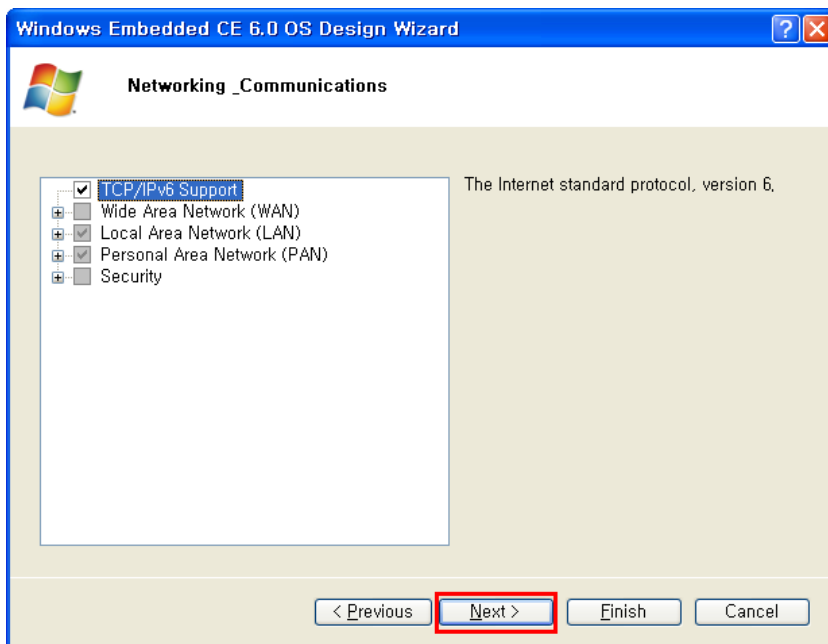 Windows Embedded CE 6.0 OS Design Wizard
Networking _Communications
TCP/IPv6 Support
The Internet standard protocol, version 6,
Wide Area Network (WAN)
Local Area Network (LAN)
Personal Area Network (PAN)
Security
< Previous
Next >
Finish
Cancel